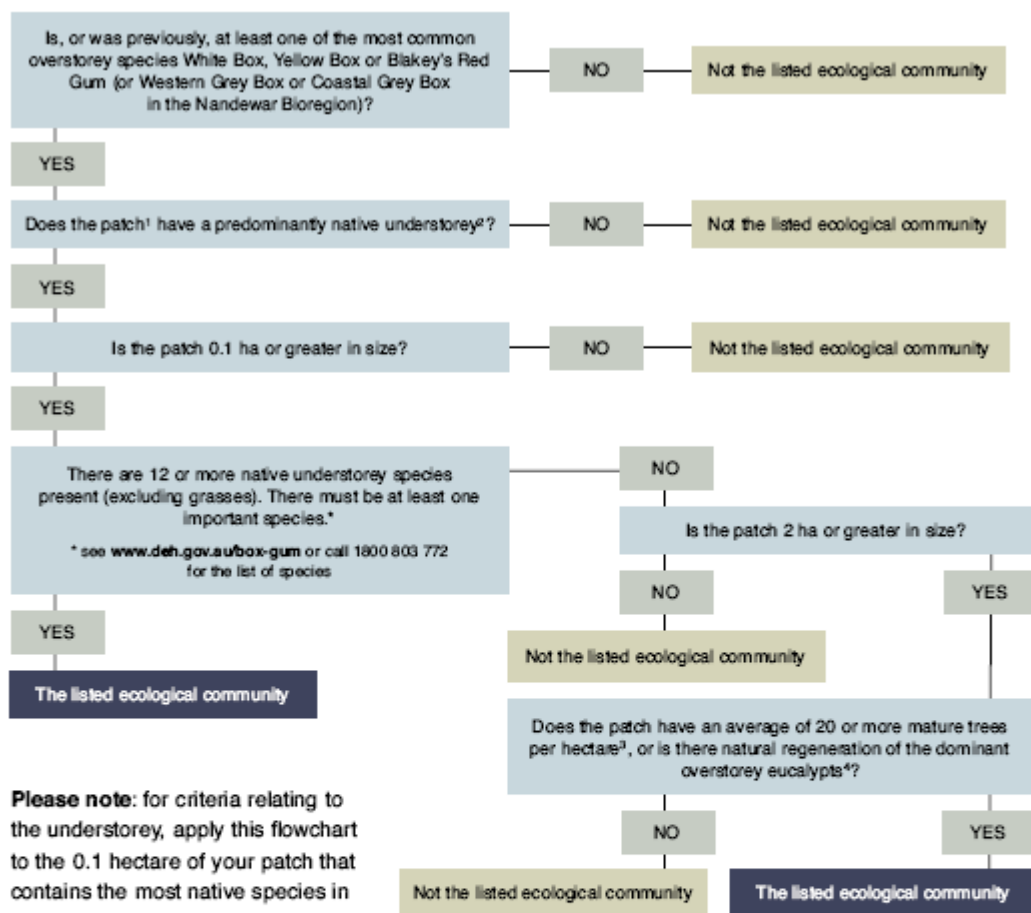 Is, or was previously, at least one of the most common
overstorey species White Box, Yellow Box or Blakey's Red
Gum (or Western Grey Box or Coastal Grey Box
in the Nandewar Bioregion)?
NO
Not the listed ecological community
YES
Does the patch¹ have a predominantly native understorey²?
NO
Not the listed ecological community
YES
Is the patch 0.1 ha or greater in size?
NO
Not the listed ecological community
YES
There are 12 or more native understorey species
present (excluding grasses). There must be at least one
important species.*
* see www.deh.gov.au/box-gum or call 1800 803 772
for the list of species
NO
Is the patch 2 ha or greater in size?
NO
YES
Not the listed ecological community
YES
The listed ecological community
Does the patch have an average of 20 or more mature trees
per hectare³, or is there natural regeneration of the dominant
overstorey eucalypts⁴?
NO
YES
Not the listed ecological community
The listed ecological community
Please note: for criteria relating to
the understorey, apply this flowchart
to the 0.1 hectare of your patch that
contains the most native species in